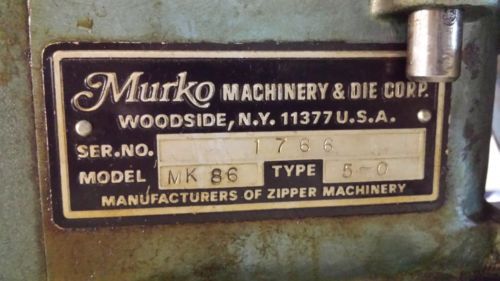 Murko MACHINERY & DIE CORP.
WOODSIDE, N.Y. 11377 U.S.A.
SER.NO. 1766
MODEL MK 86 TYPE 5-0
MANUFACTURERS OF ZIPPER MACHINERY